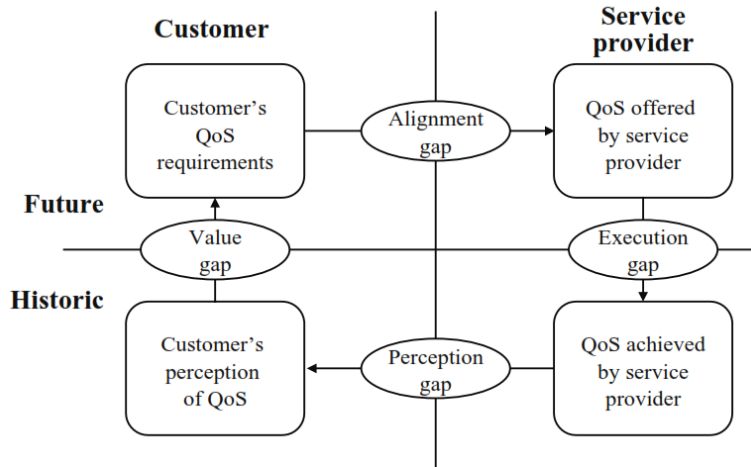 Customer
Service
provider
Customer’s
QoS
requirements
Alignment
gap
QoS offered
by service
provider
Future
Value
gap
Execution
gap
Historic
Customer’s
perception
of QoS
Perception
gap
QoS achieved
by service
provider